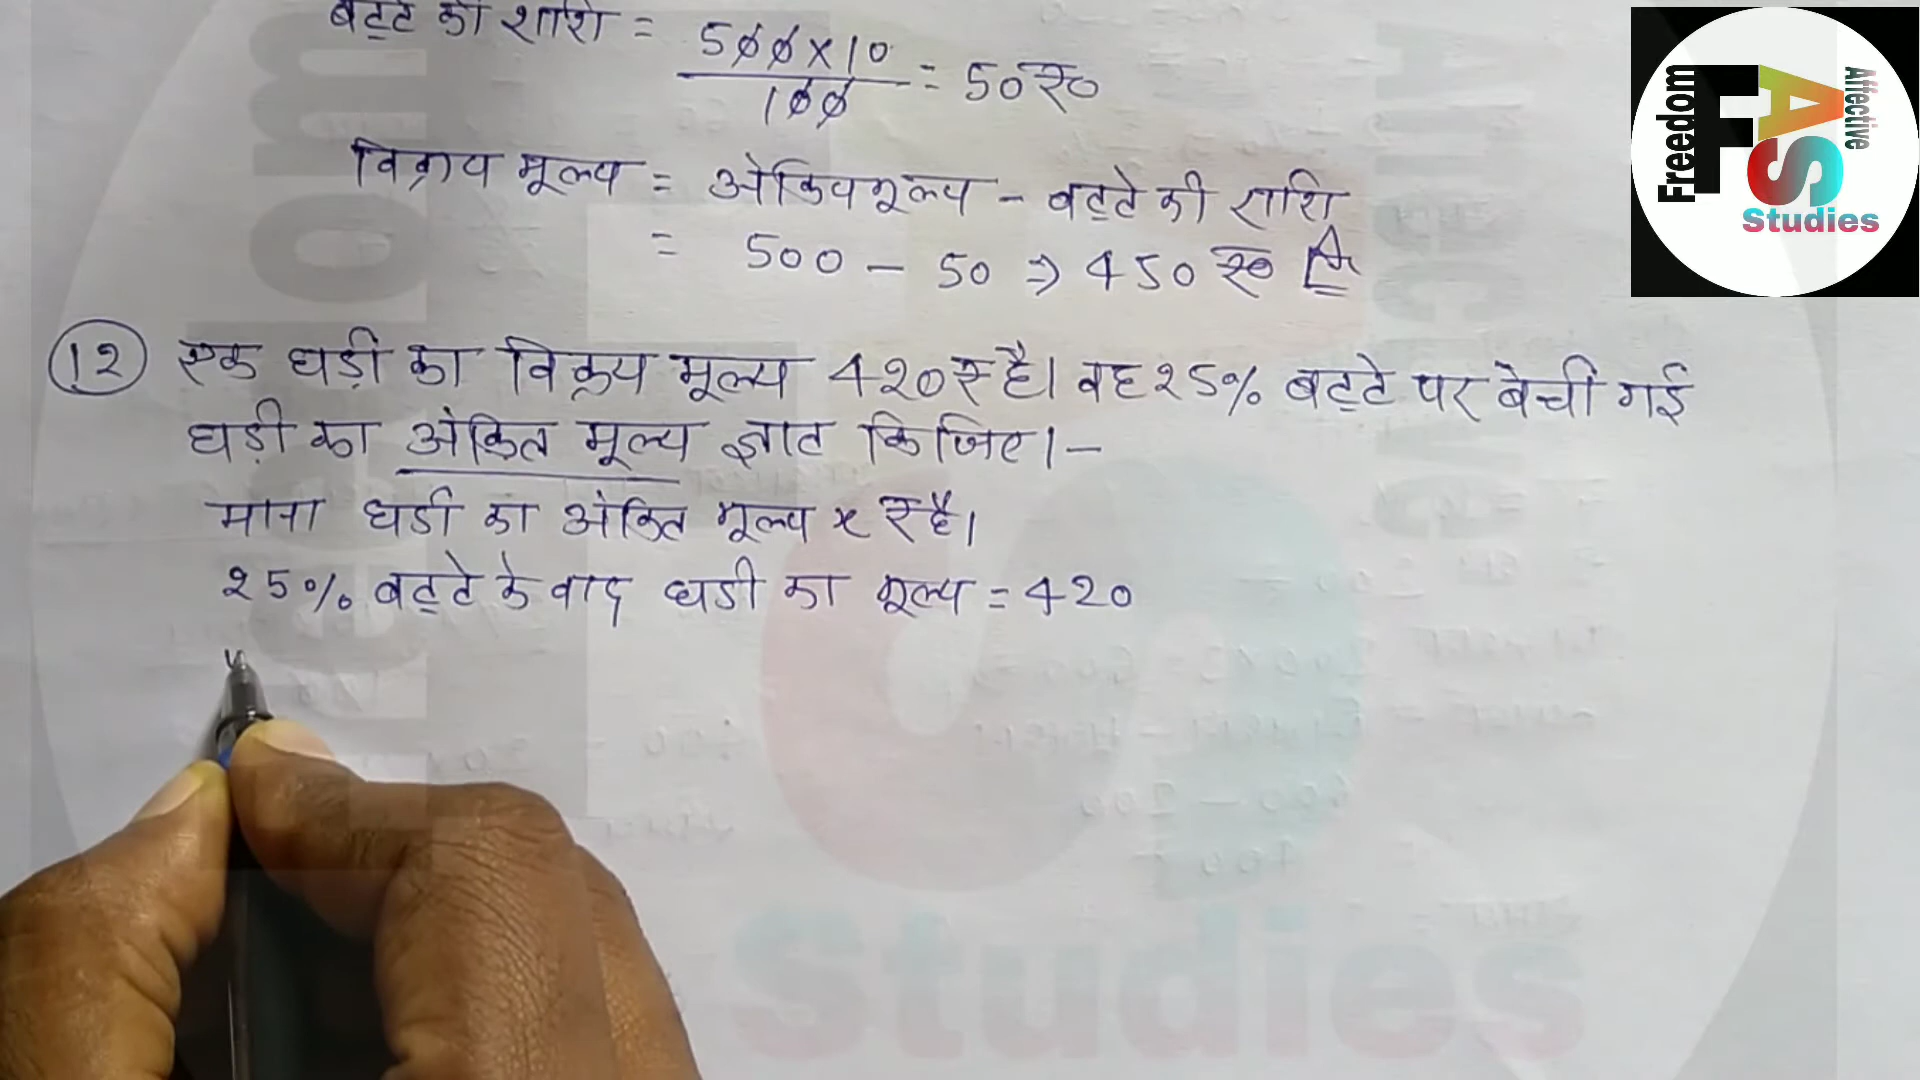 बट्टे की राशि = 500 x 10 / 100 = 50 रु०
विक्रय मूल्य = अंकित मूल्य - बट्टे की राशि
= 500 - 50 ⇒ 450 रु०
12 एक घड़ी का विक्रय मूल्य 420 रु है। वह 25% बट्टे पर बेची गई
घड़ी का अंकित मूल्य ज्ञात किजिए।-
माना घडी का अंकित मूल्य x रु है।
25% बट्टे के बाद घडी का मूल्य = 420
Freedom
Affective
FAS
Studies